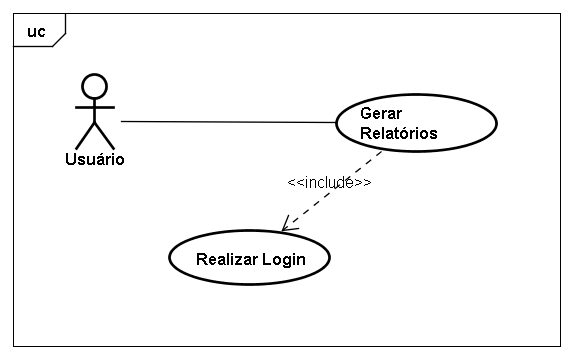 uc
Gerar
Relatórios
Usuário
<<include>>
Realizar Login